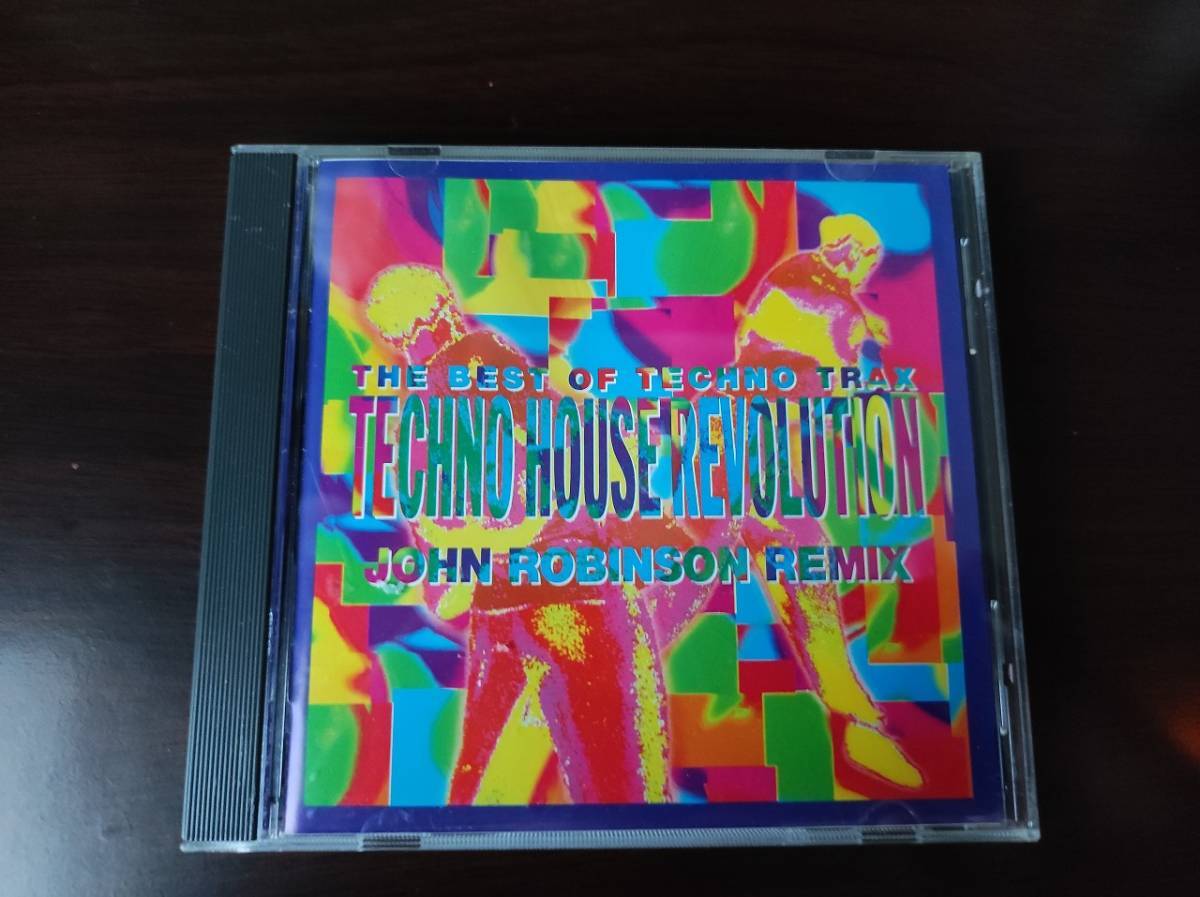 THE BEST OF TECHNO TRAX
TECHNO HOUSE REVOLUTION
JOHN ROBINSON REMIX